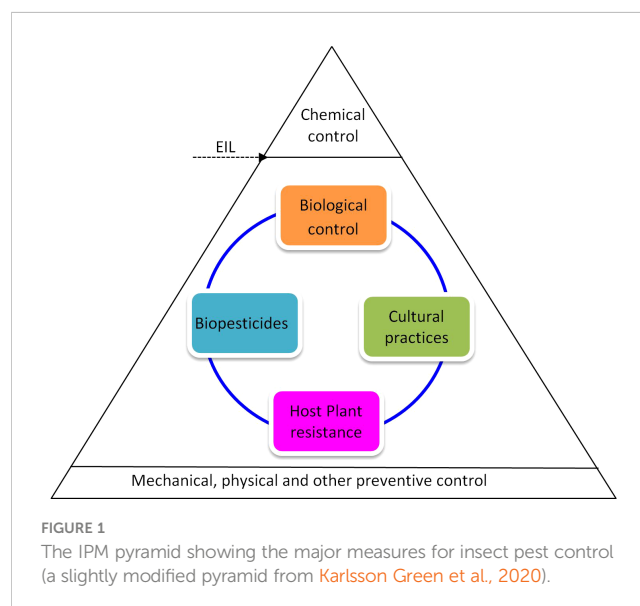 Chemical
control
EIL
Biological
control
Biopesticides
Cultural
practices
Host Plant
resistance
Mechanical, physical and other preventive control
FIGURE 1
The IPM pyramid showing the major measures for insect pest control
(a slightly modified pyramid from Karlsson Green et al., 2020).